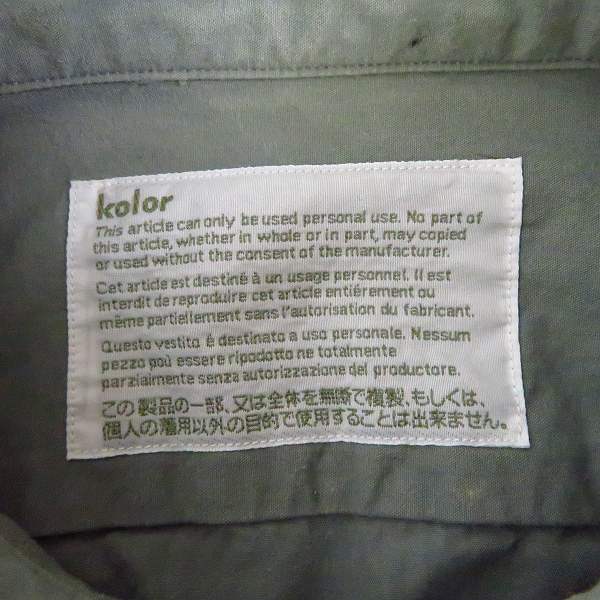 kolor
This article can only be used personal use. No part of
this article, whether in whole or in part, may copied
or used without the consent of the manufacturer.
Cet article est destiné à un usage personnel. Il est
interdit de reproduire cet article entiérement ou
même partiellement sans l'autorisation du fabricant.
Questo vestito é destinato a uso personale. Nessum
pezzo poú essere ripodotto ne totalmente
parzialmente senza autorizzazione del productore.
この製品の一部、又は全体を無断で複製、もしくは、
個人の着用以外の目的で使用することは出来ません。